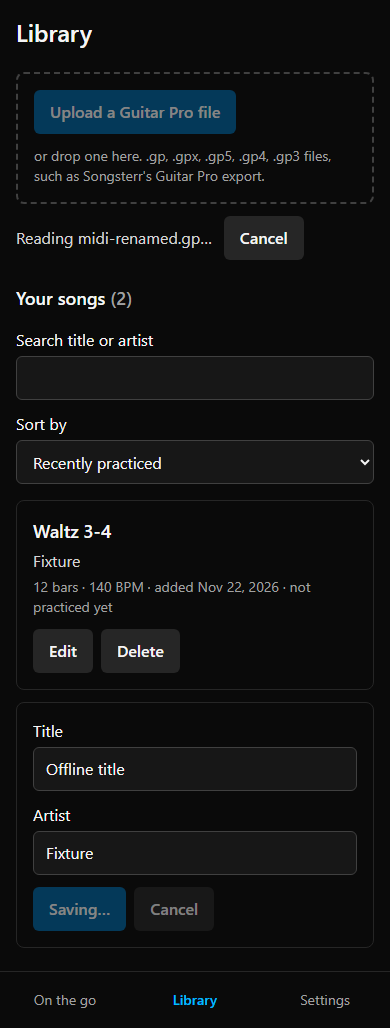 Library
Upload a Guitar Pro file
or drop one here. .gp, .gpx, .gp5, .gp4, .gp3 files,
such as Songsterr's Guitar Pro export.
Reading midi-renamed.gp...
Cancel
Your songs (2)
Search title or artist
Sort by
Recently practiced
Waltz 3-4
Fixture
12 bars · 140 BPM · added Nov 22, 2026 · not
practiced yet
Edit
Delete
Title
Offline title
Artist
Fixture
Saving...
Cancel
On the go
Library
Settings